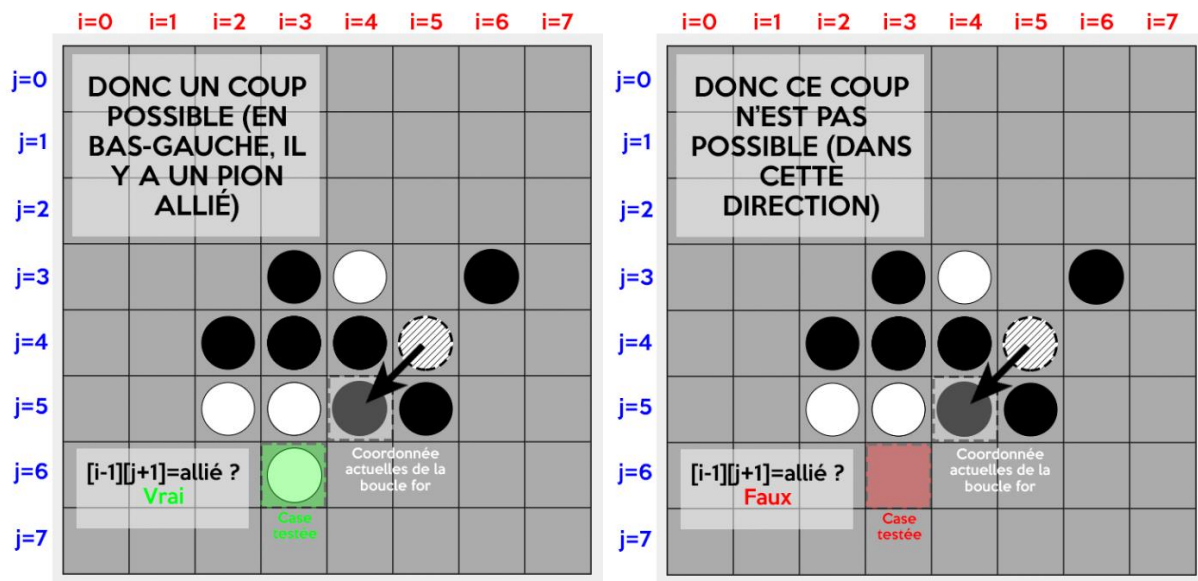 i=0 i=1 i=2 i=3 i=4 i=5 i=6 i=7
j=0
j=1
j=2
j=3
j=4
j=5
j=6
j=7
DONC UN COUP
POSSIBLE (EN
BAS-GAUCHE, IL
Y A UN PION
ALLIÉ)
[i-1][j+1]=allié ?
Vrai
Case
testée
Coordonnée
actuelles de la
boucle for
i=0 i=1 i=2 i=3 i=4 i=5 i=6 i=7
j=0
j=1
j=2
j=3
j=4
j=5
j=6
j=7
DONC CE COUP
N'EST PAS
POSSIBLE (DANS
CETTE
DIRECTION)
[i-1][j+1]=allié ?
Faux
Case
testée
Coordonnée
actuelles de la
boucle for